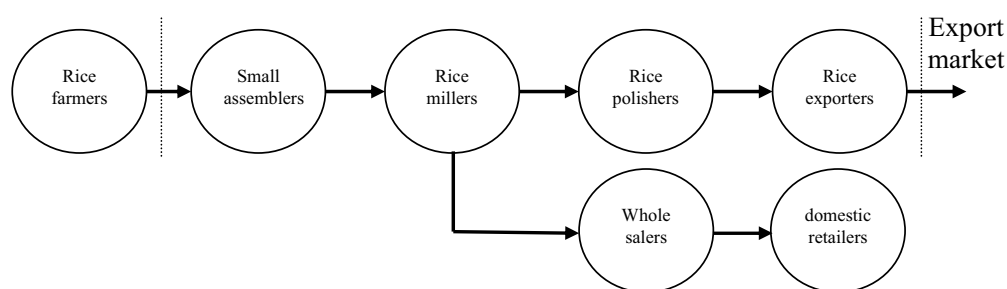 Rice
farmers
Small
assemblers
Rice
millers
Rice
polishers
Rice
exporters
Export
market
Whole
salers
domestic
retailers